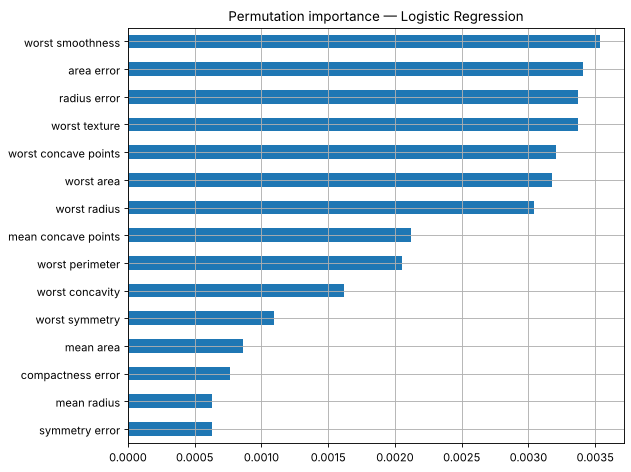 Permutation importance — Logistic Regression
worst smoothness
area error
radius error
worst texture
worst concave points
worst area
worst radius
mean concave points
worst perimeter
worst concavity
worst symmetry
mean area
compactness error
mean radius
symmetry error
0.0000 0.0005 0.0010 0.0015 0.0020 0.0025 0.0030 0.0035